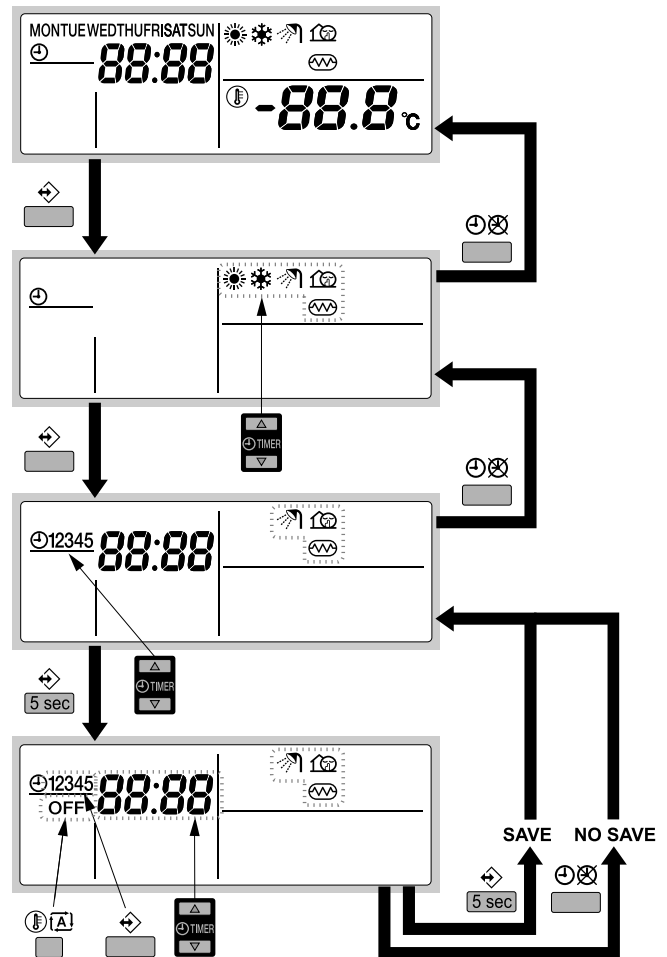 MONTUEWEDTHUFRISATSUN
88:88
-88.8 °C
TIMER
12345 88:88
TIMER
5 sec
12345 88:88
OFF
SAVE NO SAVE
5 sec
A
TIMER